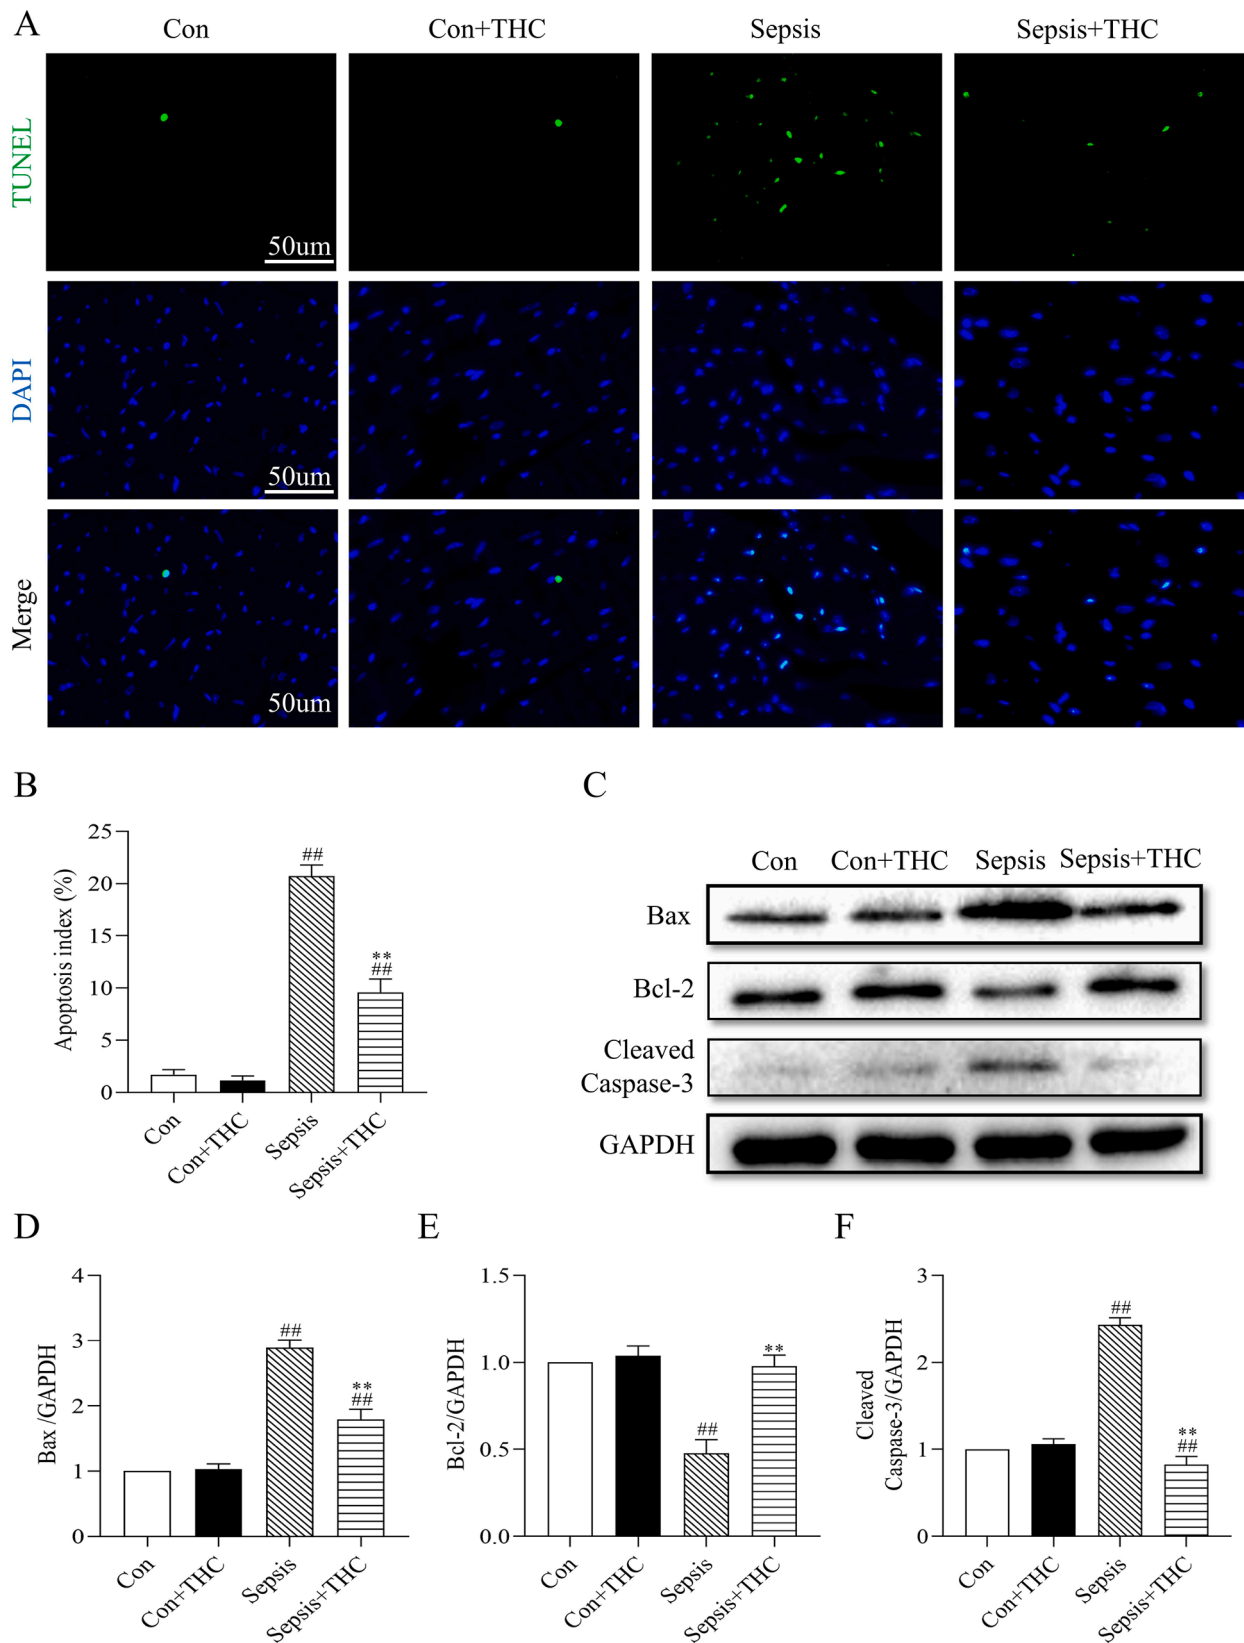 A
Con
Con+THC
Sepsis
Sepsis+THC
TUNEL
50um
DAPI
50um
Merge
50um
B
Apoptosis index (%)
25
20
15
10
5
0
##
**
##
Con
Con+THC
Sepsis
Sepsis+THC
C
Con
Con+THC
Sepsis
Sepsis+THC
Bax
Bcl-2
Cleaved
Caspase-3
GAPDH
D
Bax /GAPDH
4
3
2
1
0
##
**
##
Con
Con+THC
Sepsis
Sepsis+THC
E
Bcl-2/GAPDH
1.5
1.0
0.5
0.0
##
**
Con
Con+THC
Sepsis
Sepsis+THC
F
Cleaved
Caspase-3/GAPDH
3
2
1
0
##
**
##
Con
Con+THC
Sepsis
Sepsis+THC